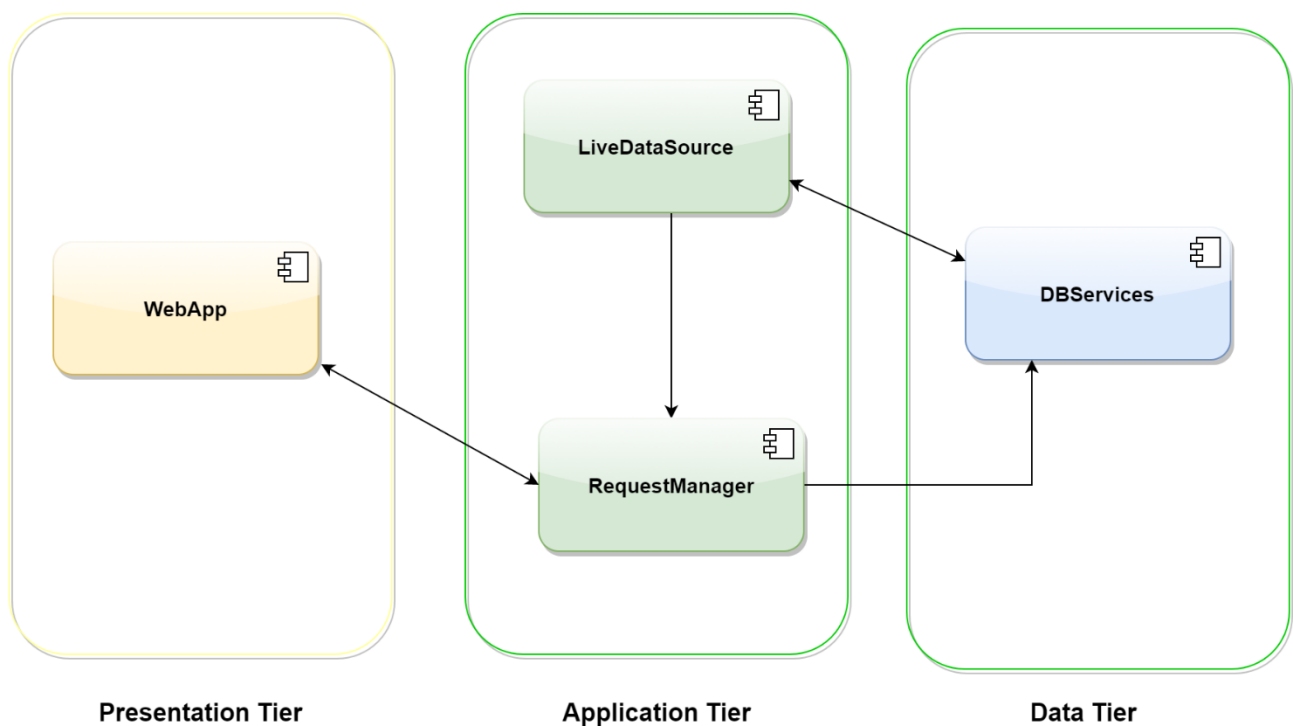 LiveDataSource
WebApp
DBServices
RequestManager
Presentation Tier
Application Tier
Data Tier